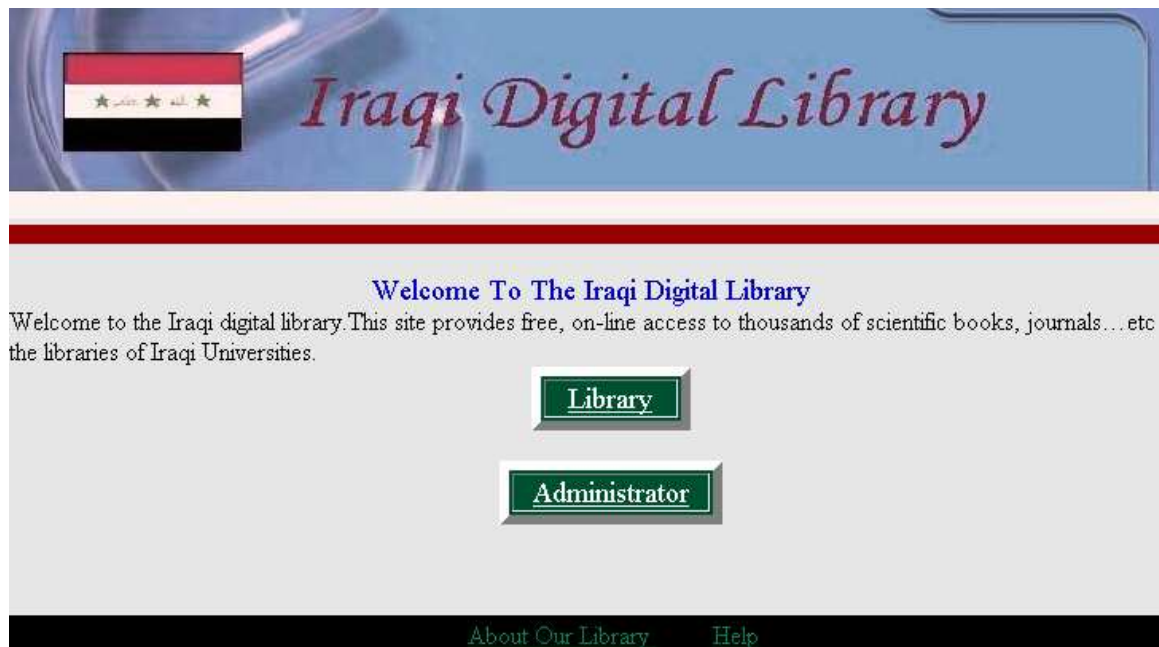 Iraqi Digital Library
Welcome To The Iraqi Digital Library
Welcome to the Iraqi digital library.This site provides free, on-line access to thousands of scientific books, journals…etc
the libraries of Iraqi Universities.
Library
Administrator
About Our Library Help